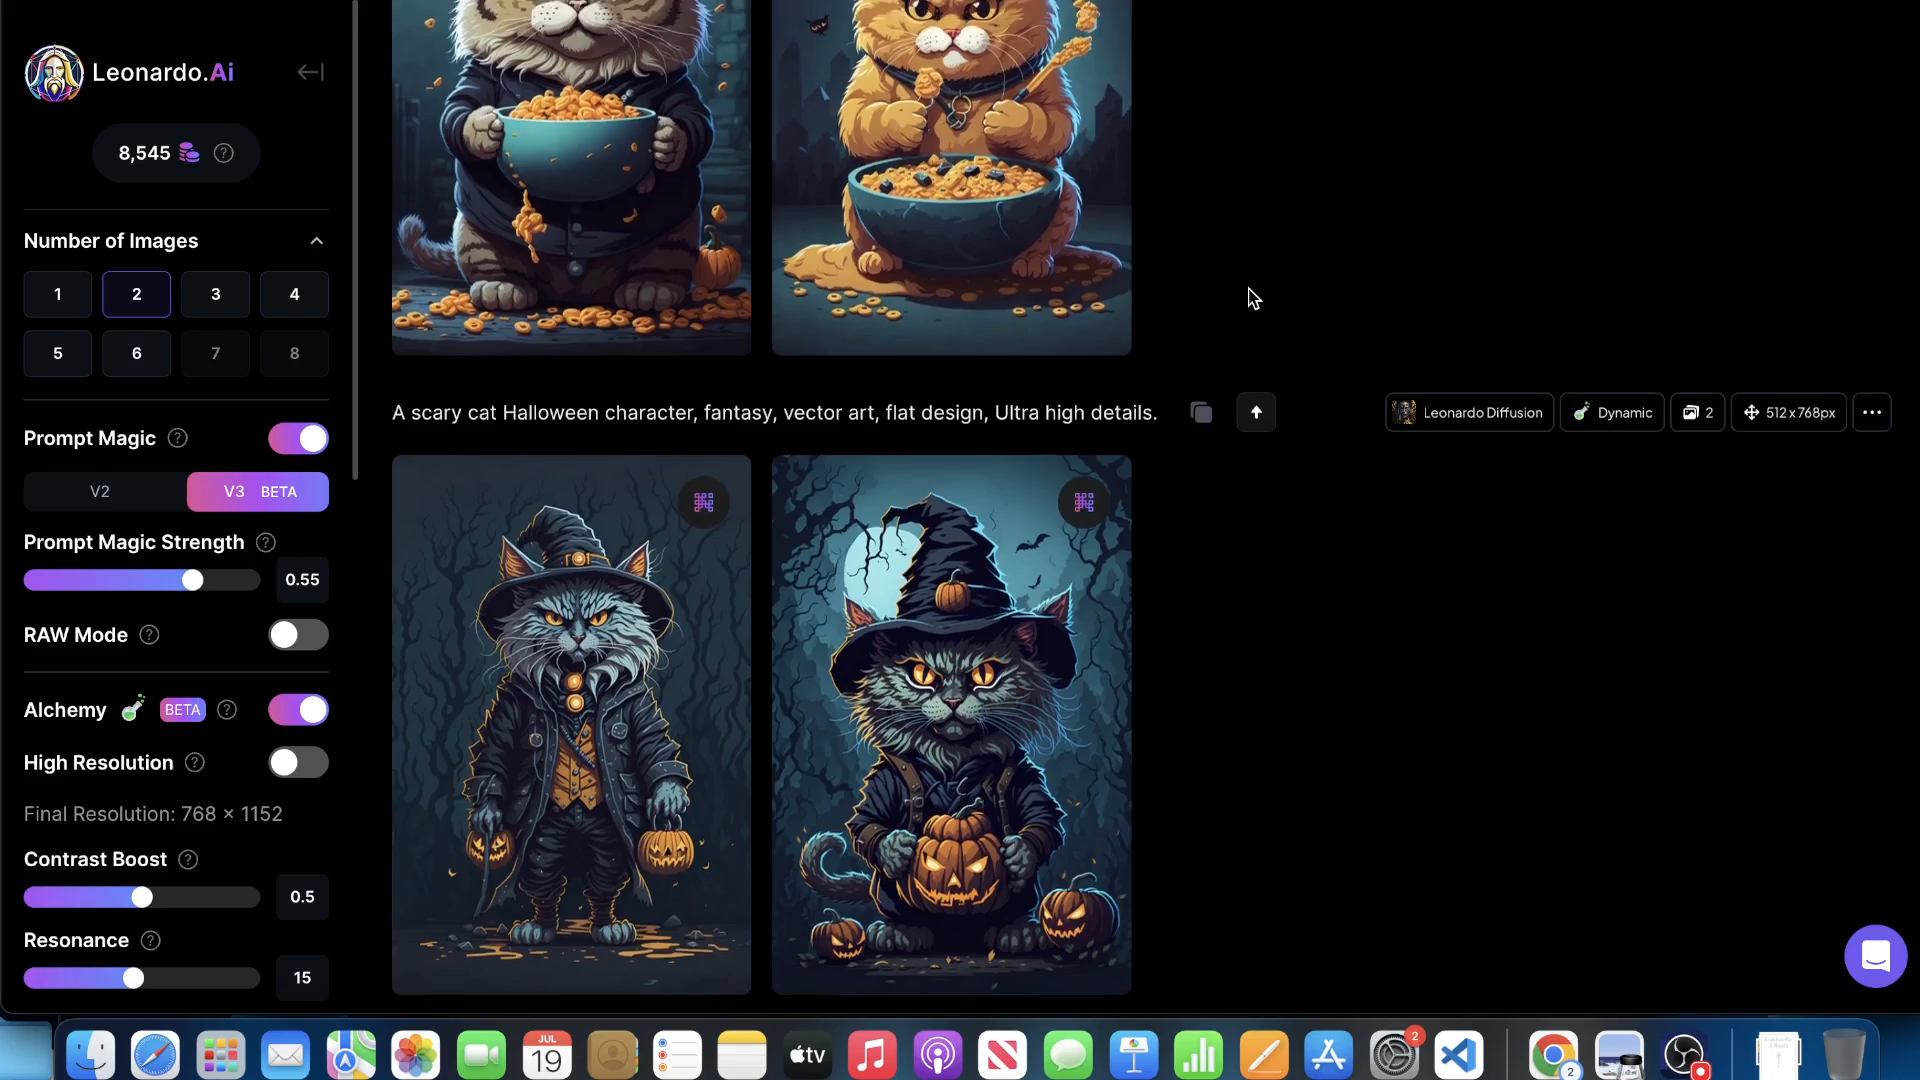 Leonardo.Ai
8,545
Number of Images
1 2 3 4
5 6 7 8
Prompt Magic
V2 V3 BETA
Prompt Magic Strength
0.55
RAW Mode
Alchemy BETA
High Resolution
Final Resolution: 768 × 1152
Contrast Boost
0.5
Resonance
15
A scary cat Halloween character, fantasy, vector art, flat design, Ultra high details.
Leonardo Diffusion
Dynamic
2
512 x 768px
JUL
19
tv
2
2